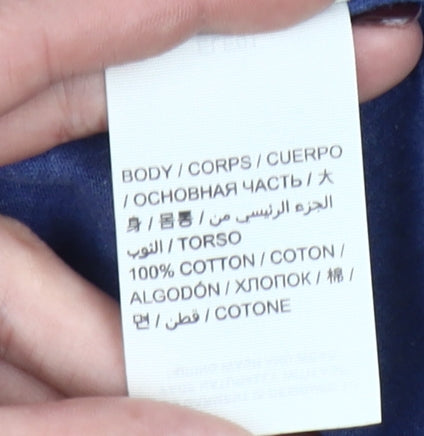 BODY / CORPS / CUERPO
/ ОСНОВНАЯ ЧАСТЬ / 大
身 / 몸통 / الجزء الرئيسي من
الثوب / TORSO
100% COTTON / COTON /
ALGODÓN / ХЛОПОК / 棉 /
면 / قطن / COTONE